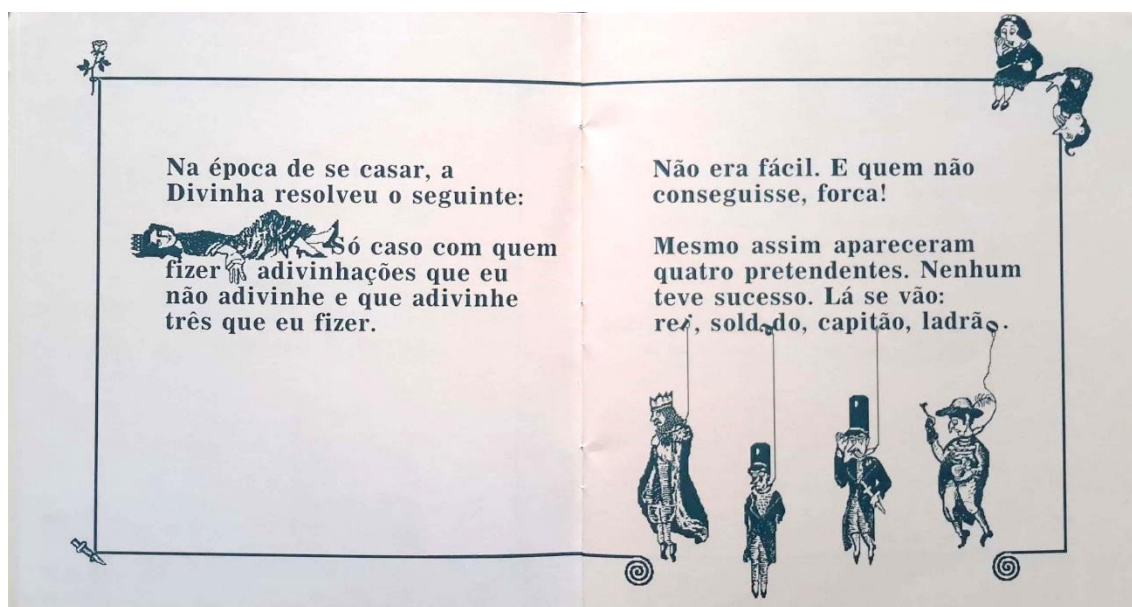 Na época de se casar, a
Divinha resolveu o seguinte:
Só caso com quem
fizer adivinhações que eu
não adivinhe e que adivinhe
três que eu fizer.
Não era fácil. E quem não
conseguisse, forca!
Mesmo assim apareceram
quatro pretendentes. Nenhum
teve sucesso. Lá se vão:
rei, soldado, capitão, ladrão.